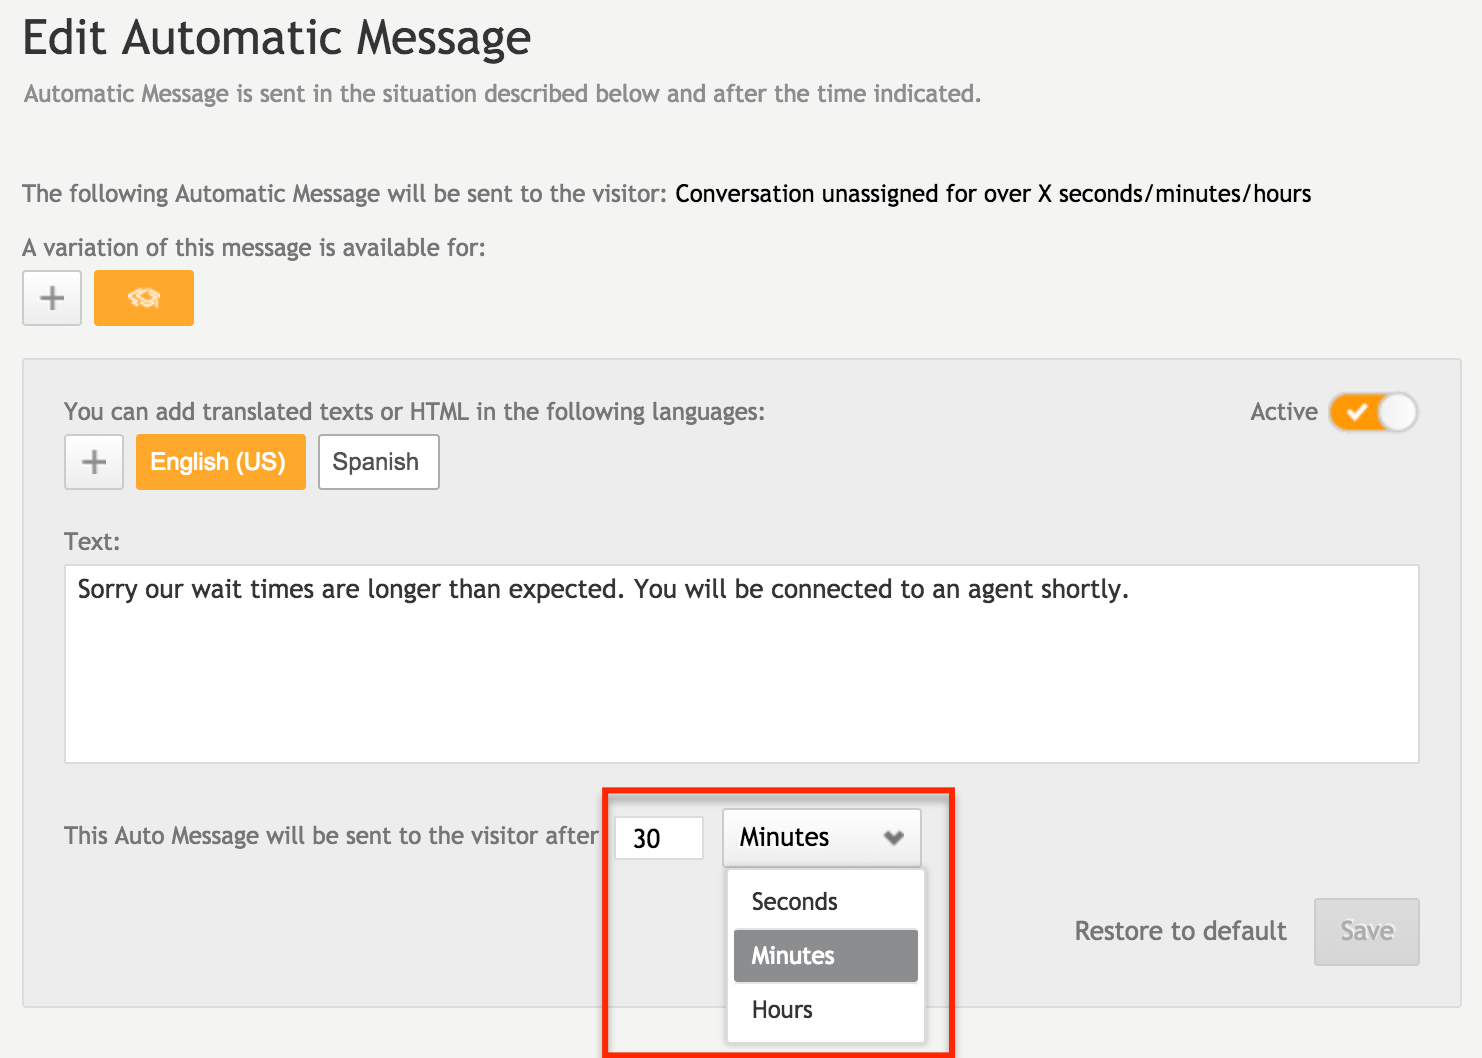 Edit Automatic Message
Automatic Message is sent in the situation described below and after the time indicated.
The following Automatic Message will be sent to the visitor: Conversation unassigned for over X seconds/minutes/hours
A variation of this message is available for:
You can add translated texts or HTML in the following languages:
Active
English (US)
Spanish
Text:
Sorry our wait times are longer than expected. You will be connected to an agent shortly.
This Auto Message will be sent to the visitor after 30 Minutes
Seconds
Minutes
Hours
Restore to default
Save